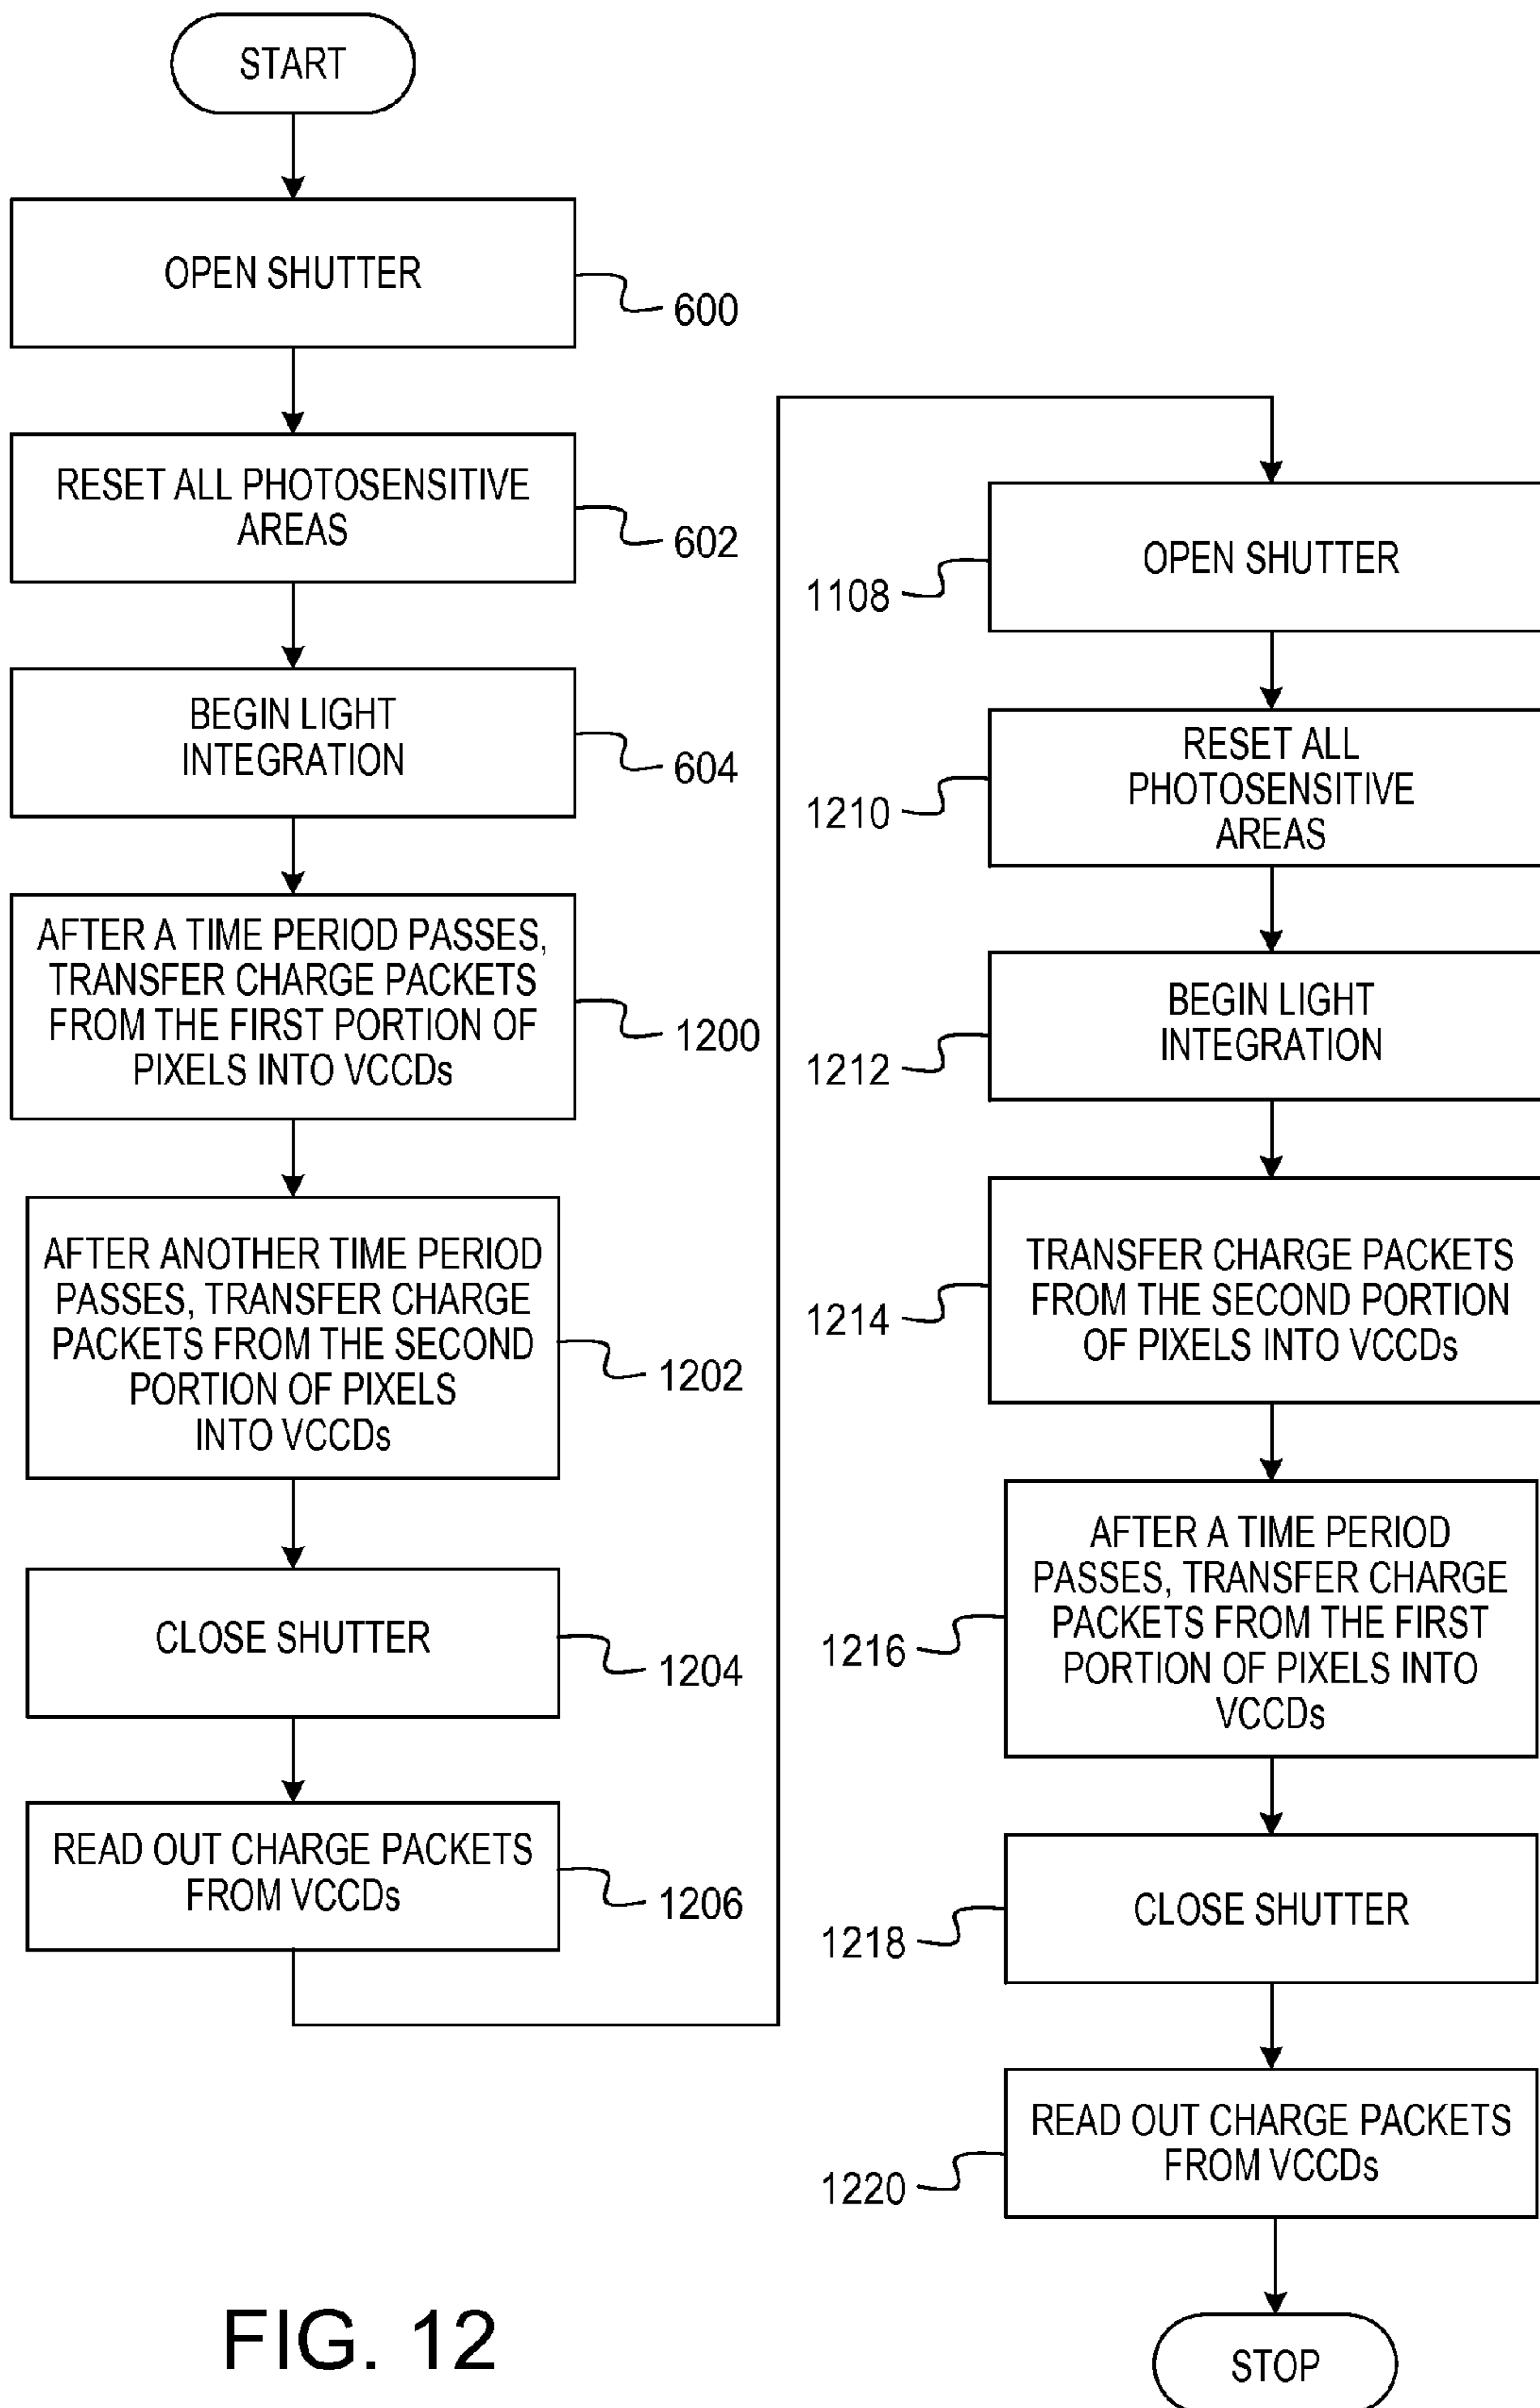 START
OPEN SHUTTER
600
RESET ALL PHOTOSENSITIVE
AREAS
602
BEGIN LIGHT
INTEGRATION
604
AFTER A TIME PERIOD PASSES,
TRANSFER CHARGE PACKETS
FROM THE FIRST PORTION OF
PIXELS INTO VCCDs
1200
AFTER ANOTHER TIME PERIOD
PASSES, TRANSFER CHARGE
PACKETS FROM THE SECOND
PORTION OF PIXELS
INTO VCCDs
1202
CLOSE SHUTTER
1204
READ OUT CHARGE PACKETS
FROM VCCDs
1206
OPEN SHUTTER
1108
RESET ALL
PHOTOSENSITIVE
AREAS
1210
BEGIN LIGHT
INTEGRATION
1212
TRANSFER CHARGE PACKETS
FROM THE SECOND PORTION
OF PIXELS INTO VCCDs
1214
AFTER A TIME PERIOD
PASSES, TRANSFER CHARGE
PACKETS FROM THE FIRST
PORTION OF PIXELS INTO
VCCDs
1216
CLOSE SHUTTER
1218
READ OUT CHARGE PACKETS
FROM VCCDs
1220
STOP
FIG. 12